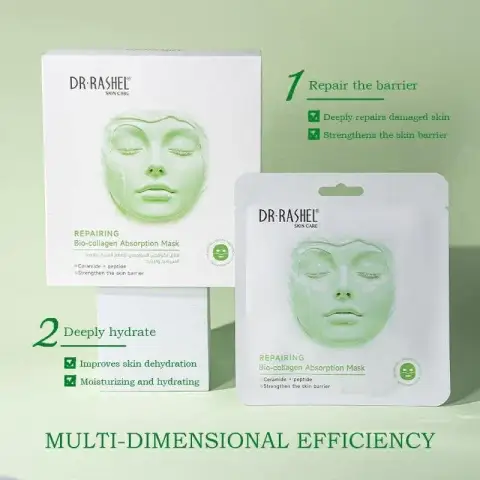 DR·RASHEL®
SKIN CARE
REPAIRING
Bio-collagen Absorption Mask
Ceramide + peptide
Strengthen the skin barrier
1 Repair the barrier
Deeply repairs damaged skin
Strengthens the skin barrier
DR·RASHEL®
SKIN CARE
REPAIRING
Bio-collagen Absorption Mask
Ceramide + peptide
Strengthen the skin barrier
2 Deeply hydrate
Improves skin dehydration
Moisturizing and hydrating
MULTI-DIMENSIONAL EFFICIENCY